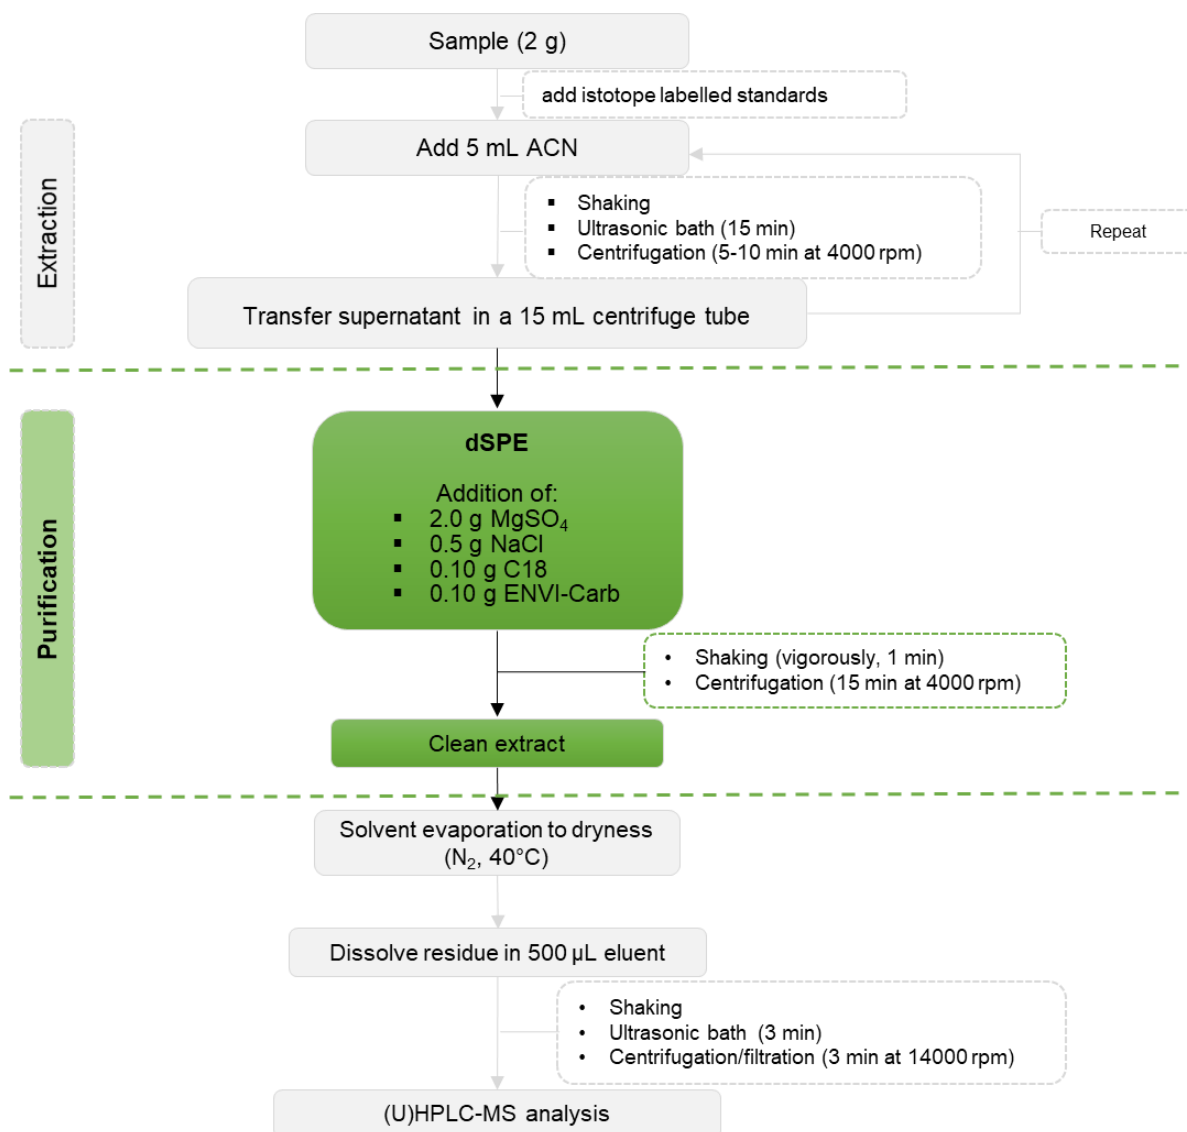 Sample (2 g)
add istotope labelled standards
Extraction
Add 5 mL ACN
▪ Shaking
▪ Ultrasonic bath (15 min)
▪ Centrifugation (5-10 min at 4000 rpm)
Repeat
Transfer supernatant in a 15 mL centrifuge tube
Purification
dSPE
Addition of:
▪ 2.0 g MgSO₄
▪ 0.5 g NaCl
▪ 0.10 g C18
▪ 0.10 g ENVI-Carb
• Shaking (vigorously, 1 min)
• Centrifugation (15 min at 4000 rpm)
Clean extract
Solvent evaporation to dryness
(N₂, 40°C)
Dissolve residue in 500 µL eluent
• Shaking
• Ultrasonic bath (3 min)
• Centrifugation/filtration (3 min at 14000 rpm)
(U)HPLC-MS analysis